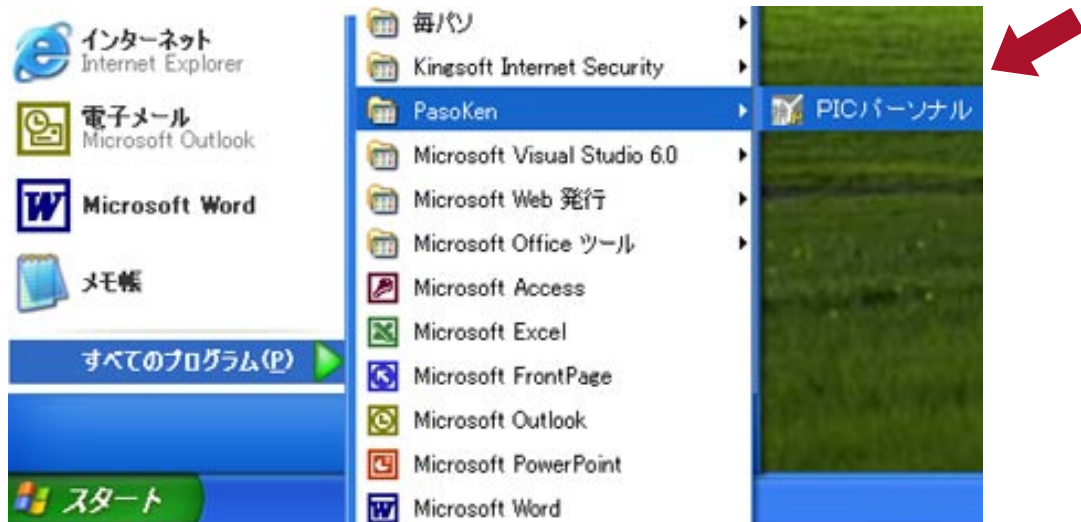 インターネット
Internet Explorer
電子メール
Microsoft Outlook
Microsoft Word
メモ帳
すべてのプログラム(P)
スタート
毎パソ
Kingsoft Internet Security
PasoKen
Microsoft Visual Studio 6.0
Microsoft Web 発行
Microsoft Office ツール
Microsoft Access
Microsoft Excel
Microsoft FrontPage
Microsoft Outlook
Microsoft PowerPoint
Microsoft Word
PICパーソナル